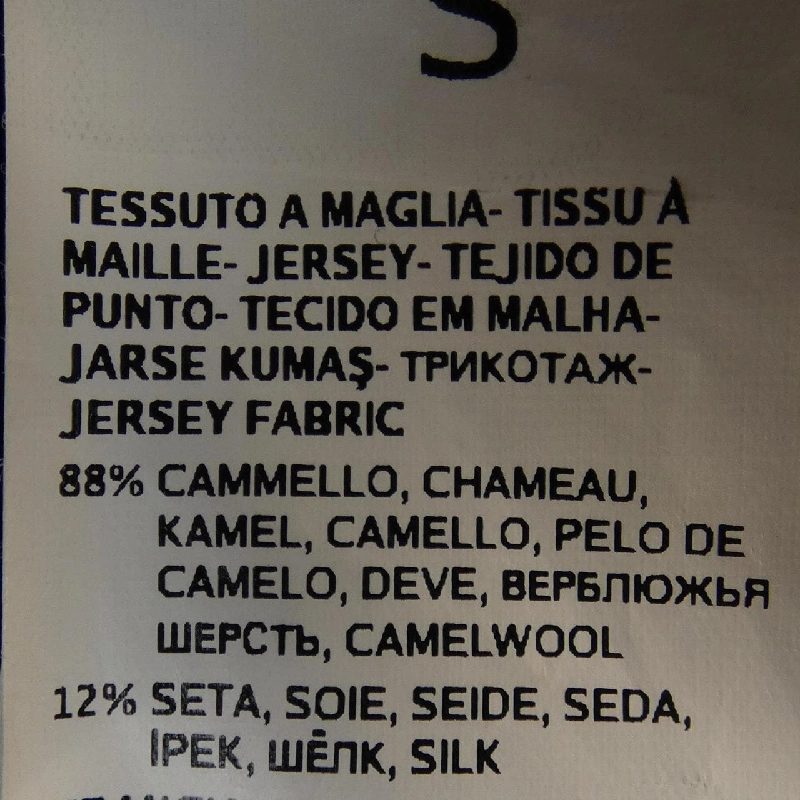 S
TESSUTO A MAGLIA- TISSU À
MAILLE- JERSEY- TEJIDO DE
PUNTO- TECIDO EM MALHA-
JARSE KUMAŞ- ТРИКОТАЖ-
JERSEY FABRIC
88% CAMMELLO, CHAMEAU,
KAMEL, CAMELLO, PELO DE
CAMELO, DEVE, ВЕРБЛЮЖЬЯ
ШЕРСТЬ, CAMELWOOL
12% SETA, SOIE, SEIDE, SEDA,
IPEK, ШЁЛК, SILK